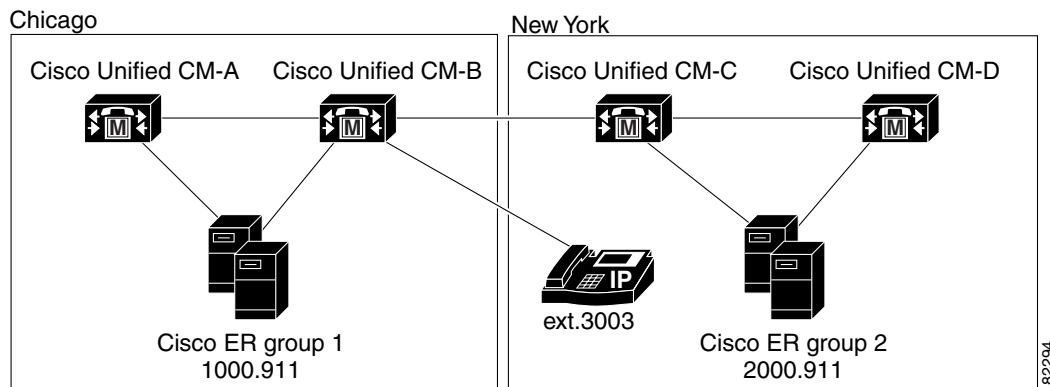 Chicago
New York
Cisco Unified CM-A
Cisco Unified CM-B
Cisco Unified CM-C
Cisco Unified CM-D
M
M
M
M
IP
ext.3003
Cisco ER group 1
1000.911
Cisco ER group 2
2000.911
82294